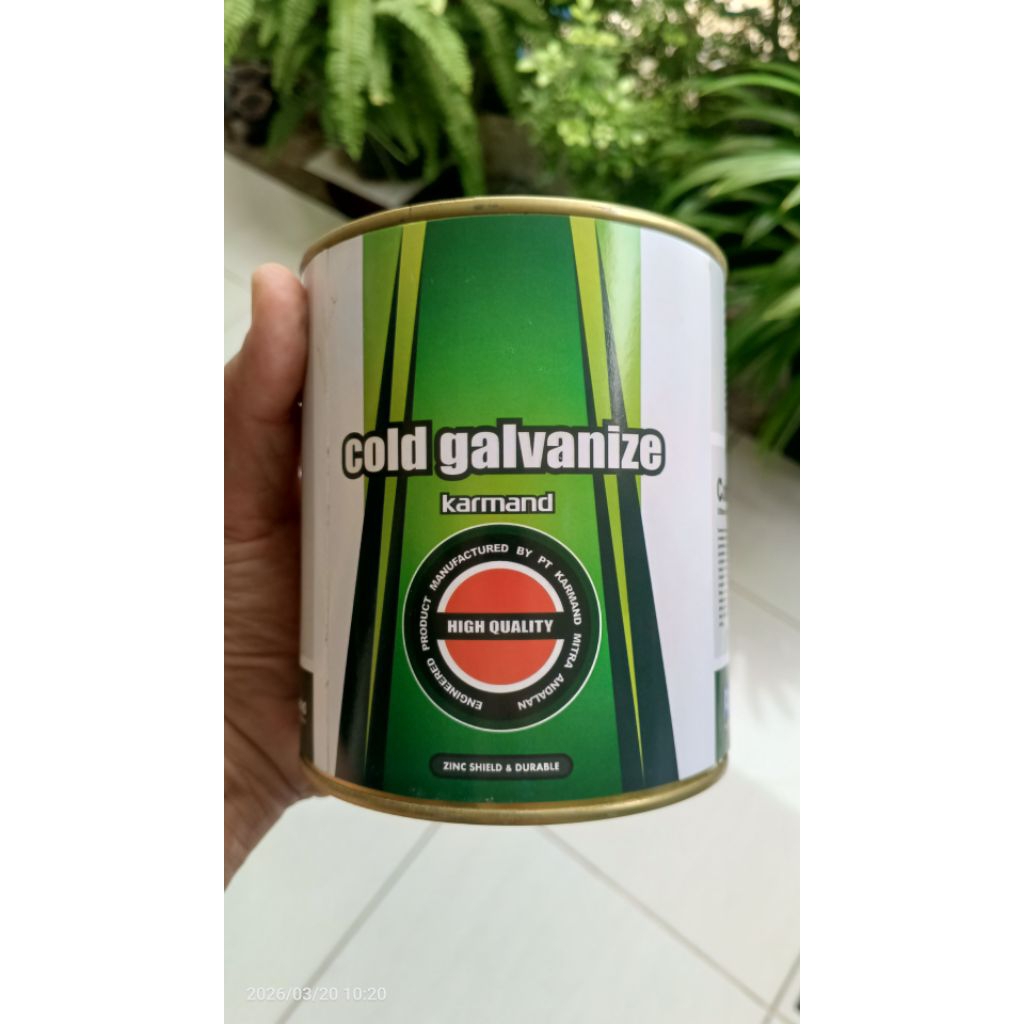 cold galvanize
karmand
ENGINEERED PRODUCT MANUFACTURED BY PT KARMAND MITRA ANDALAN
HIGH QUALITY
ZINC SHIELD & DURABLE
2026/03/20 10:20